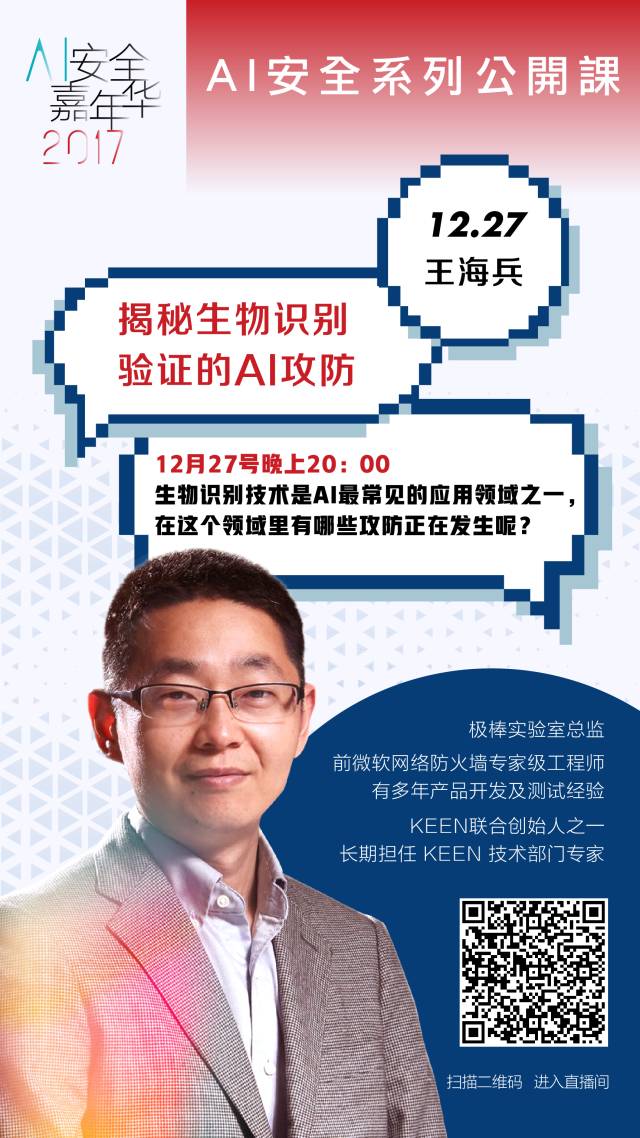 AI安全
嘉年华
2017
AI安全系列公開課
12.27
王海兵
揭秘生物识别
验证的AI攻防
12月27号晚上20：00
生物识别技术是AI最常见的应用领域之一，
在这个领域里有哪些攻防正在发生呢？
极棒实验室总监
前微软网络防火墙专家级工程师
有多年产品开发及测试经验
KEEN联合创始人之一
长期担任 KEEN 技术部门专家
扫描二维码 进入直播间